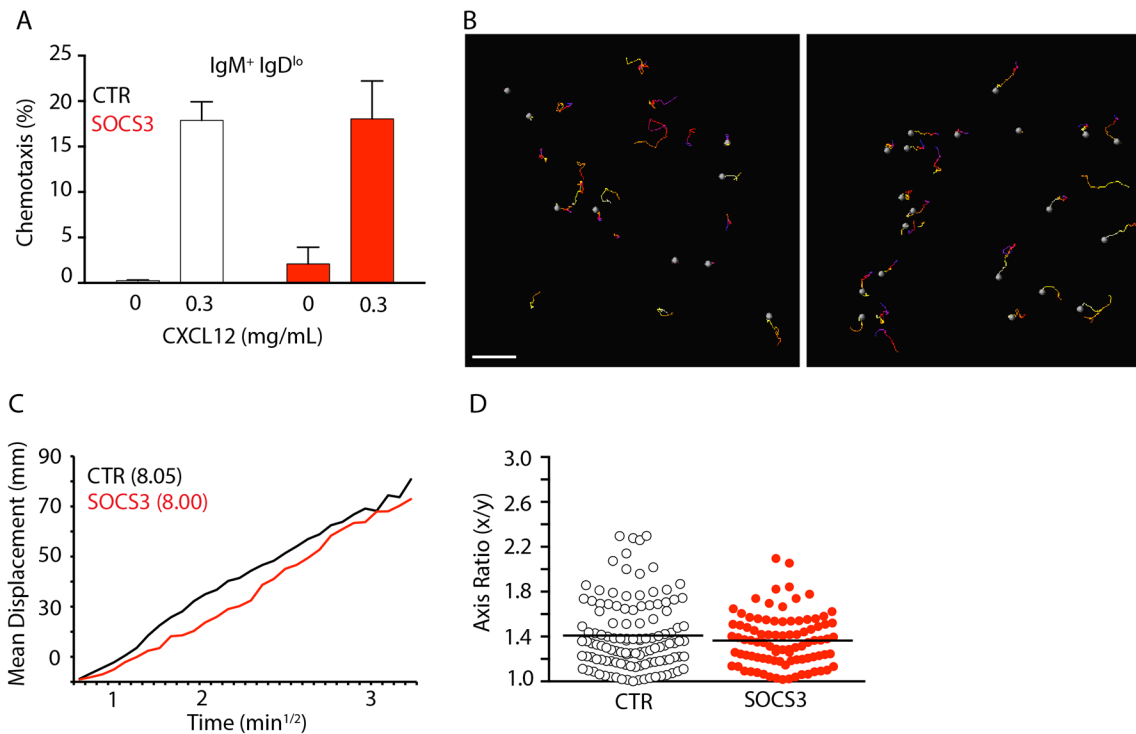 A
IgM+ IgDlo
CTR
SOCS3
Chemotaxis (%)
25
20
15
10
5
0
0
0.3
0
0.3
CXCL12 (mg/mL)
B
C
CTR (8.05)
SOCS3 (8.00)
Mean Displacement (mm)
90
70
50
30
0
1
2
3
Time (min1/2)
D
Axis Ratio (x/y)
3.0
2.6
2.2
1.8
1.4
1.0
CTR
SOCS3